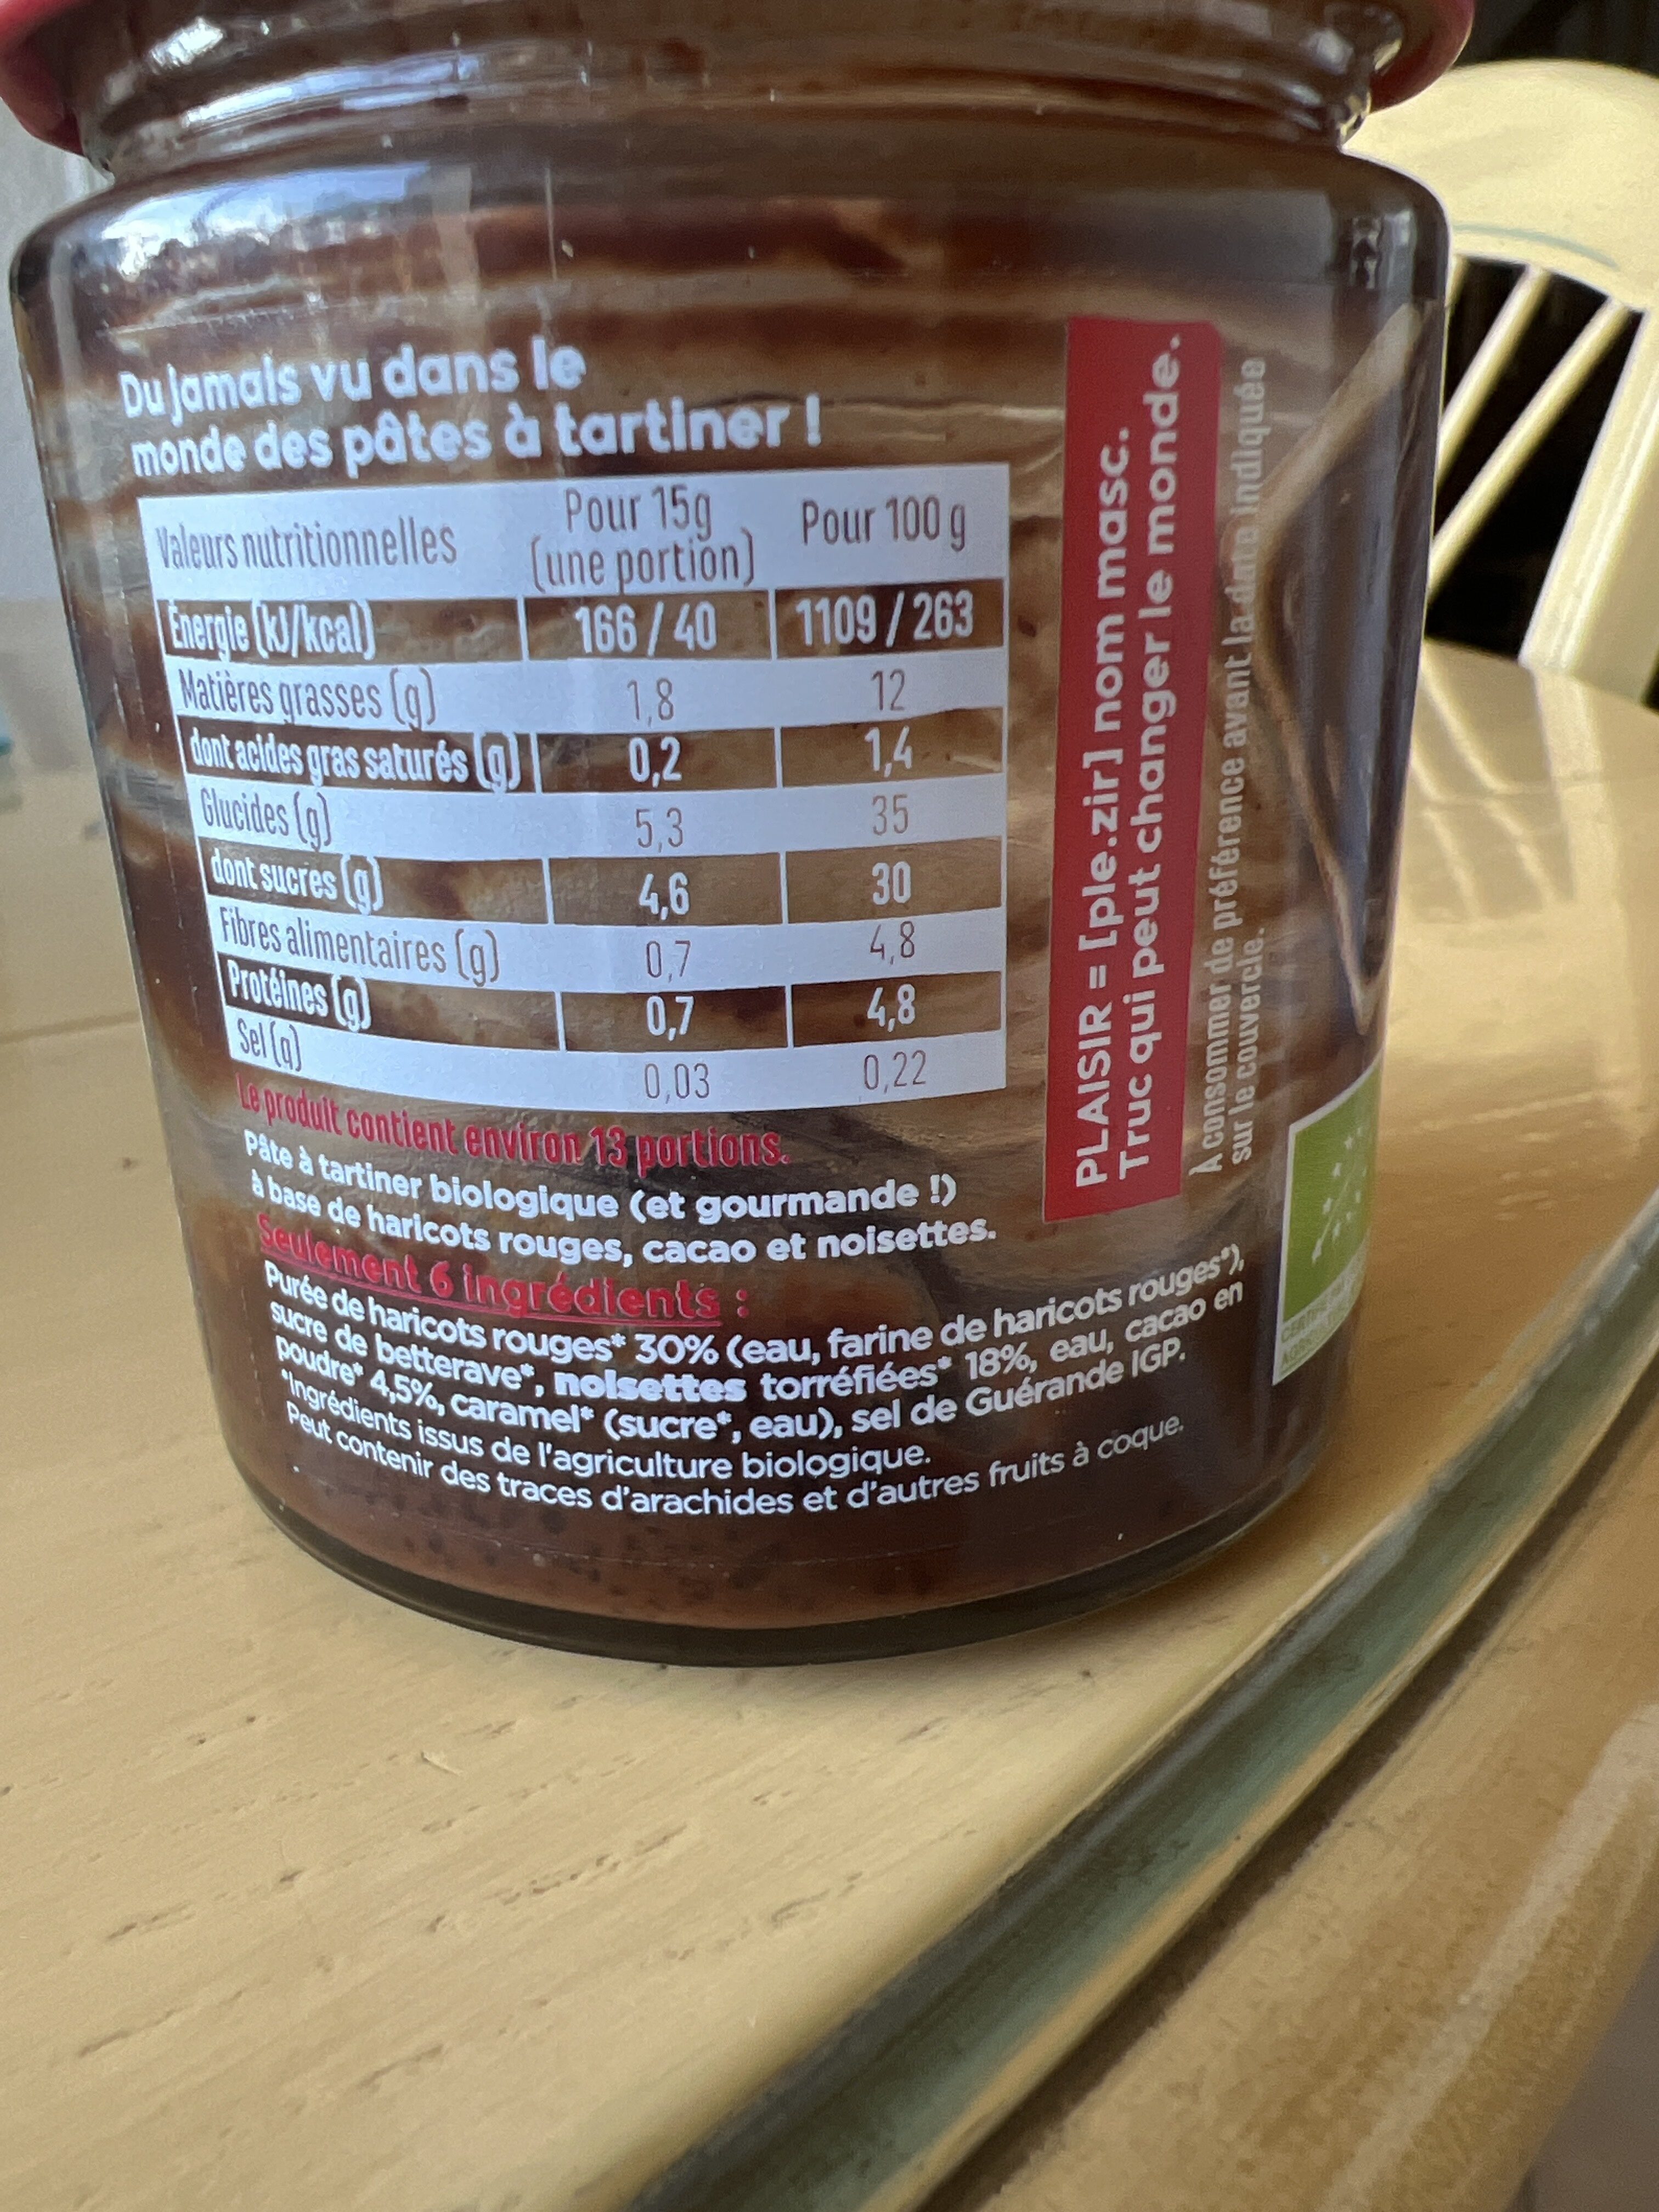 Du jamais vu dans le
monde des pâtes à tartiner !
Valeurs nutritionnelles Pour 15g (une portion) Pour 100 g
Énergie (kJ/kcal) 166 / 40 1109 / 263
Matières grasses (g) 1,8 12
dont acides gras saturés (g) 0,2 1,4
Glucides (g) 5,3 35
dont sucres (g) 4,6 30
Fibres alimentaires (g) 0,7 4,8
Protéines (g) 0,7 4,8
Sel (g) 0,03 0,22
Le produit contient environ 13 portions.
Pâte à tartiner biologique (et gourmande !)
à base de haricots rouges, cacao et noisettes.
Seulement 6 ingrédients :
Purée de haricots rouges* 30% (eau, farine de haricots rouges*),
sucre de betterave*, noisettes torréfiées* 18%, eau, cacao en
poudre* 4,5%, caramel* (sucre*, eau), sel de Guérande IGP.
*Ingrédients issus de l'agriculture biologique.
Peut contenir des traces d'arachides et d'autres fruits à coque.
PLAISIR = [ple.zir] nom masc.
Truc qui peut changer le monde.
À consommer de préférence avant la date indiquée
sur le couvercle.